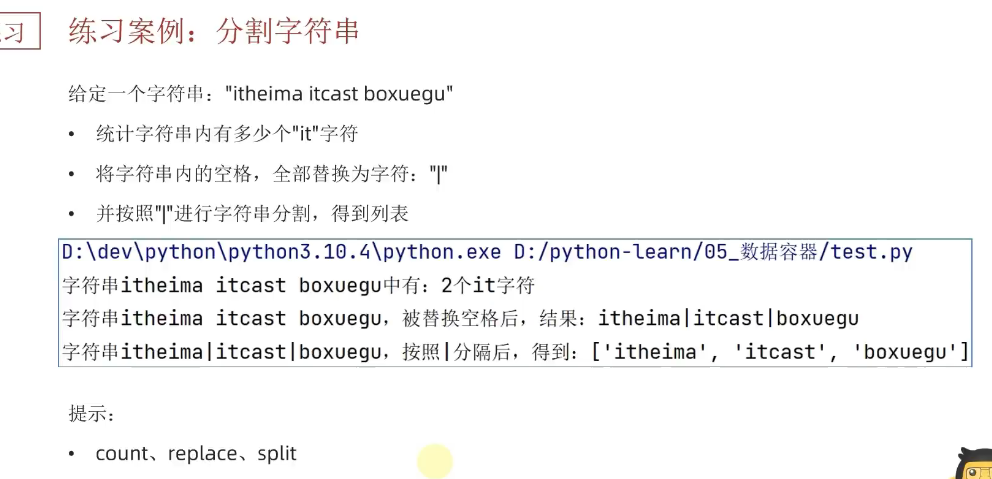 习
练习案例：分割字符串
给定一个字符串："itheima itcast boxuegu"
• 统计字符串内有多少个"it"字符
• 将字符串内的空格，全部替换为字符："|"
• 并按照"|"进行字符串分割，得到列表
D:\dev\python\python3.10.4\python.exe D:/python-learn/05_数据容器/test.py
字符串itheima itcast boxuegu中有：2个it字符
字符串itheima itcast boxuegu，被替换空格后，结果：itheima|itcast|boxuegu
字符串itheima|itcast|boxuegu，按照|分隔后，得到：['itheima', 'itcast', 'boxuegu']
提示：
• count、replace、split